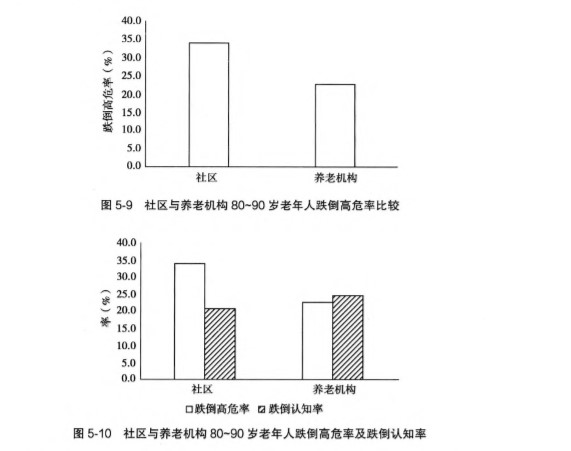 40.0
35.0
30.0
25.0
20.0
15.0
10.0
5.0
0.0
跌倒高危率（%）
社区 养老机构
图 5-9 社区与养老机构 80~90 岁老年人跌倒高危率比较
40.0
35.0
30.0
25.0
20.0
15.0
10.0
5.0
0.0
率（%）
社区 养老机构
跌倒高危率 跌倒认知率
图 5-10 社区与养老机构 80~90 岁老年人跌倒高危率及跌倒认知率